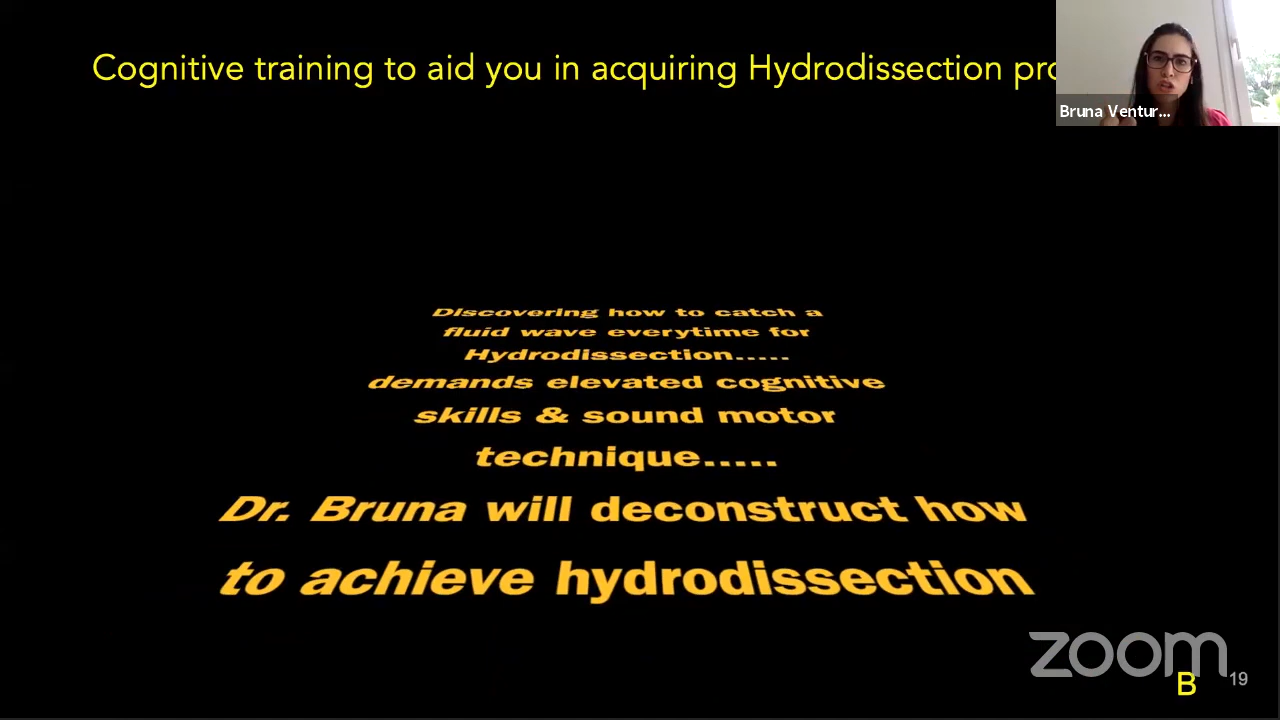 Cognitive training to aid you in acquiring Hydrodissection pro
Bruna Ventur...
Discovering how to catch a
fluid wave everytime for
Hydrodissection.....
demands elevated cognitive
skills & sound motor
technique.....
Dr. Bruna will deconstruct how
to achieve hydrodissection
zoom
B 19